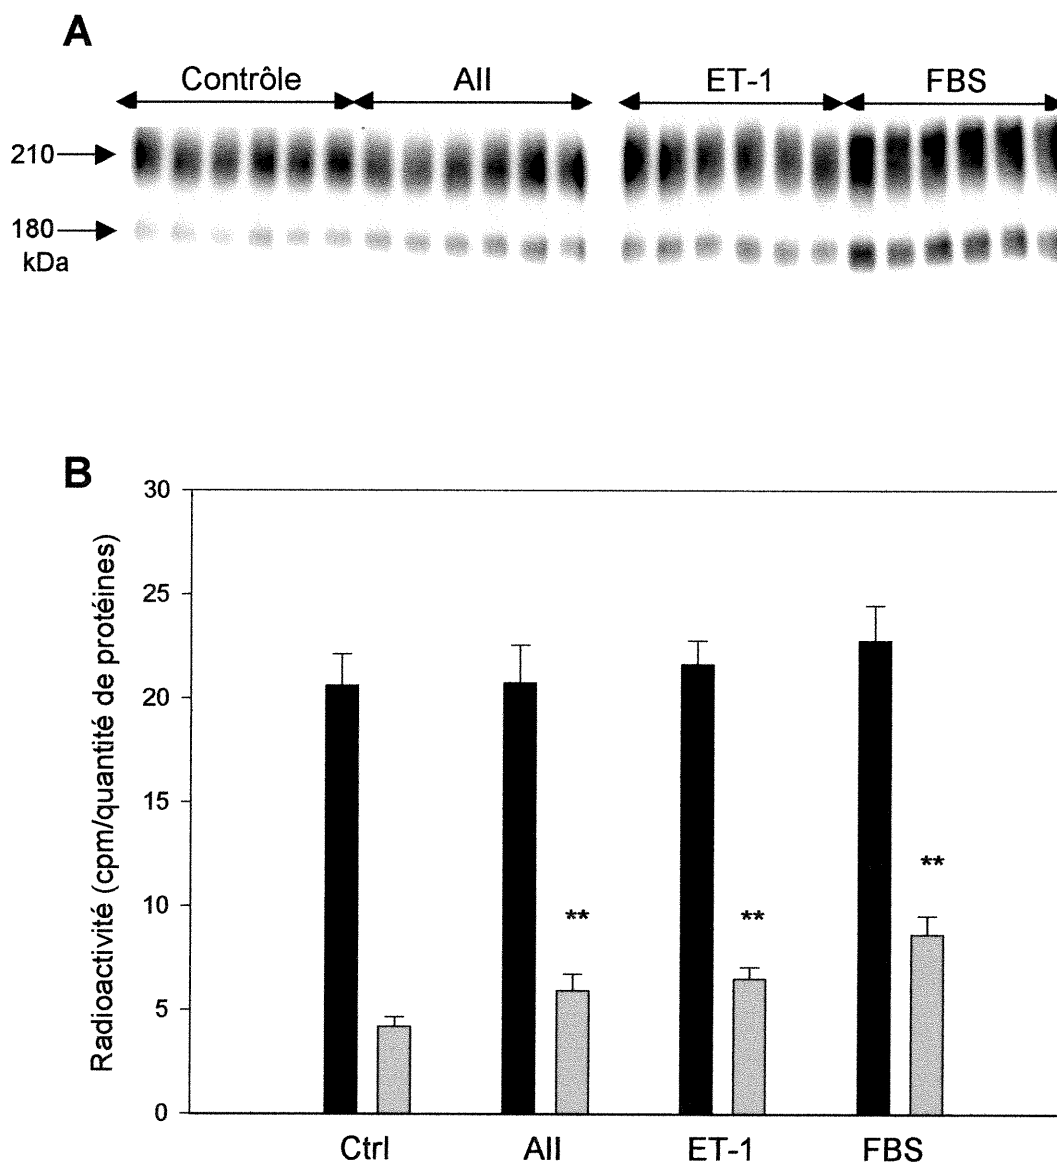 A
Contrôle AII ET-1 FBS
210
180
kDa
B
Radioactivité (cpm/quantité de protéines)
30
25
20
15
10
5
0
**
**
**
Ctrl AII ET-1 FBS